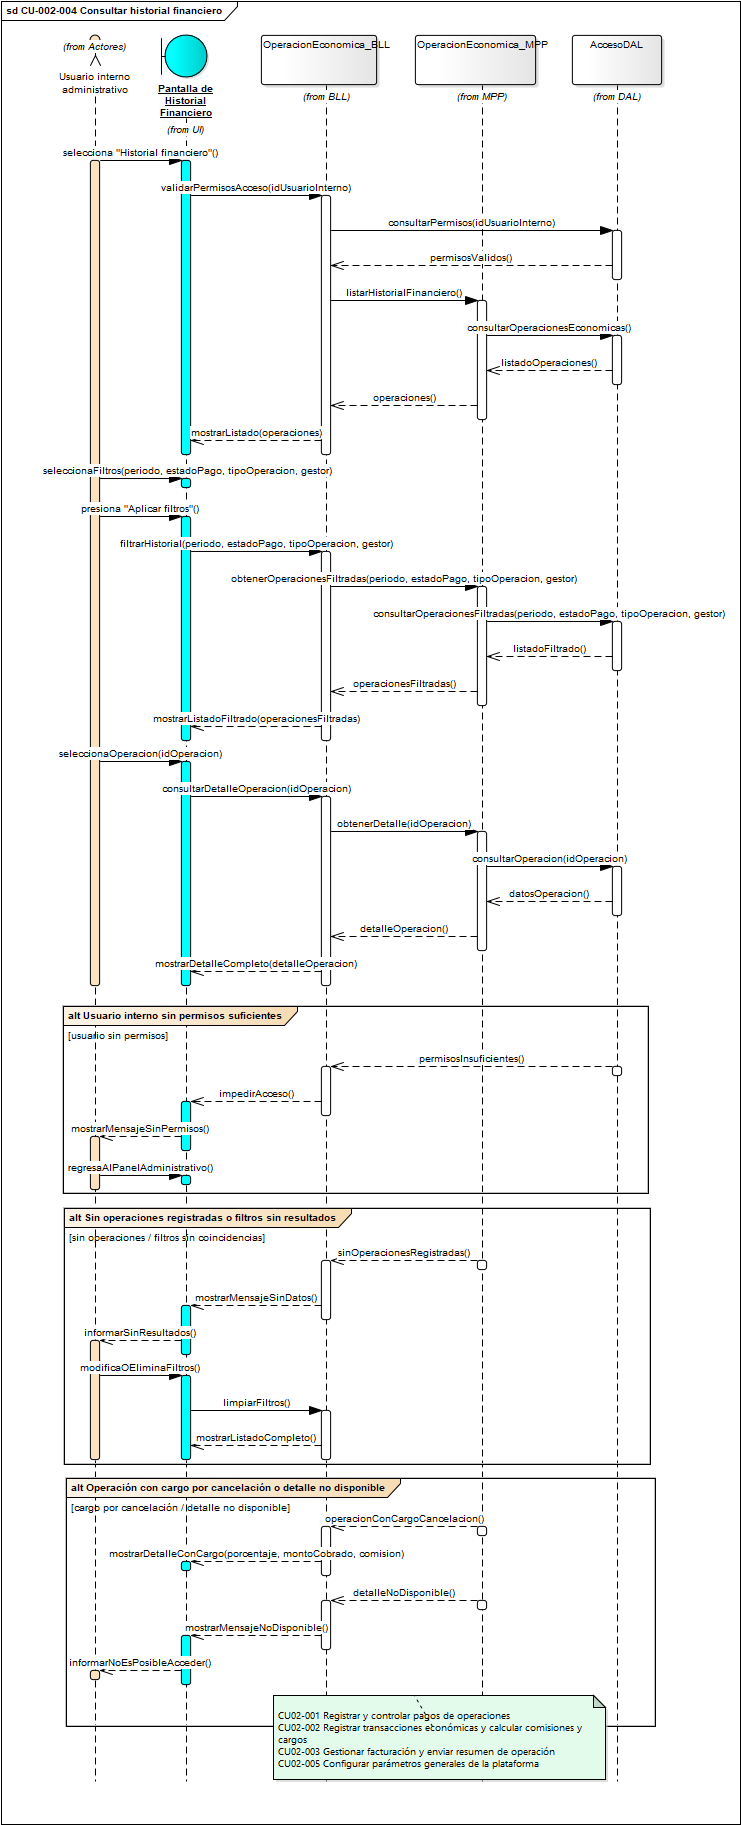 sd CU-002-004 Consultar historial financiero
(from Actores)
Usuario interno
administrativo
Pantalla de
Historial
Financiero
(from UI)
OperacionEconomica_BLL
(from BLL)
OperacionEconomica_MPP
(from MPP)
AccesoDAL
(from DAL)
selecciona "Historial financiero"()
validarPermisosAcceso(idUsuarioInterno)
consultarPermisos(idUsuarioInterno)
permisosValidos()
listarHistorialFinanciero()
consultarOperacionesEconomicas()
listadoOperaciones()
operaciones()
mostrarListado(operaciones)
seleccionaFiltros(periodo, estadoPago, tipoOperacion, gestor)
presiona "Aplicar filtros"()
filtrarHistorial(periodo, estadoPago, tipoOperacion, gestor)
obtenerOperacionesFiltradas(periodo, estadoPago, tipoOperacion, gestor)
consultarOperacionesFiltradas(periodo, estadoPago, tipoOperacion, gestor)
listadoFiltrado()
operacionesFiltradas()
mostrarListadoFiltrado(operacionesFiltradas)
seleccionaOperacion(idOperacion)
consultarDetalleOperacion(idOperacion)
obtenerDetalle(idOperacion)
consultarOperacion(idOperacion)
datosOperacion()
detalleOperacion()
mostrarDetalleCompleto(detalleOperacion)
alt Usuario interno sin permisos suficientes
[usuario sin permisos]
permisosInsuficientes()
impedirAcceso()
mostrarMensajeSinPermisos()
regresaAlPanelAdministrativo()
alt Sin operaciones registradas o filtros sin resultados
[sin operaciones / filtros sin coincidencias]
sinOperacionesRegistradas()
mostrarMensajeSinDatos()
informarSinResultados()
modificaOEliminaFiltros()
limpiarFiltros()
mostrarListadoCompleto()
alt Operación con cargo por cancelación o detalle no disponible
[cargo por cancelación / detalle no disponible]
operacionConCargoCancelacion()
mostrarDetalleConCargo(porcentaje, montoCobrado, comision)
detalleNoDisponible()
mostrarMensajeNoDisponible()
informarNoEsPosibleAcceder()
CU02-001 Registrar y controlar pagos de operaciones
CU02-002 Registrar transacciones económicas y calcular comisiones y
cargos
CU02-003 Gestionar facturación y enviar resumen de operación
CU02-005 Configurar parámetros generales de la plataforma